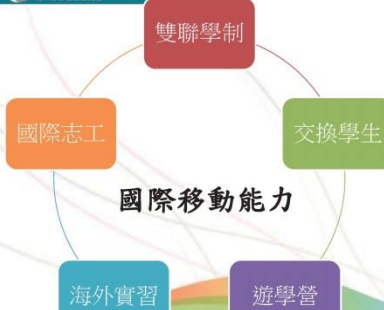 雙聯學制
國際志工
交換學生
國際移動能力
海外實習
遊學營